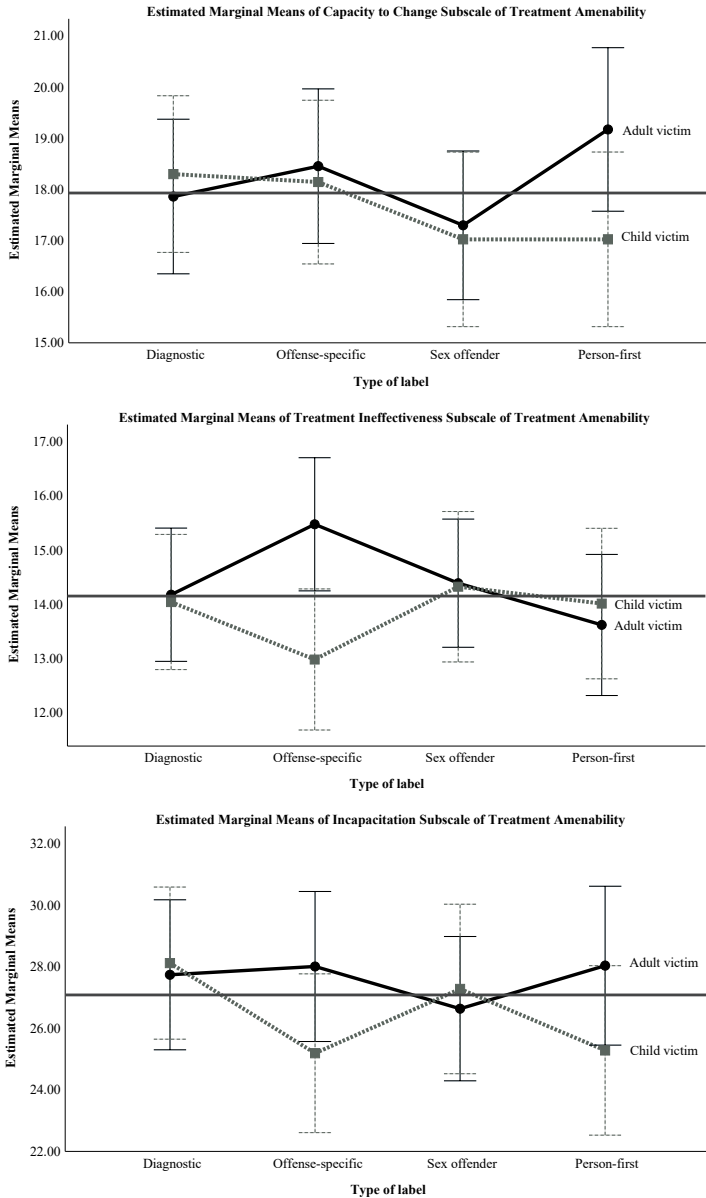 Estimated Marginal Means of Capacity to Change Subscale of Treatment Amenability
21.00
20.00
19.00
18.00
17.00
16.00
15.00
Estimated Marginal Means
Adult victim
Child victim
Diagnostic
Offense-specific
Sex offender
Person-first
Type of label
Estimated Marginal Means of Treatment Ineffectiveness Subscale of Treatment Amenability
17.00
16.00
15.00
14.00
13.00
12.00
Estimated Marginal Means
Child victim
Adult victim
Diagnostic
Offense-specific
Sex offender
Person-first
Type of label
Estimated Marginal Means of Incapacitation Subscale of Treatment Amenability
32.00
30.00
28.00
26.00
24.00
22.00
Estimated Marginal Means
Adult victim
Child victim
Diagnostic
Offense-specific
Sex offender
Person-first
Type of label